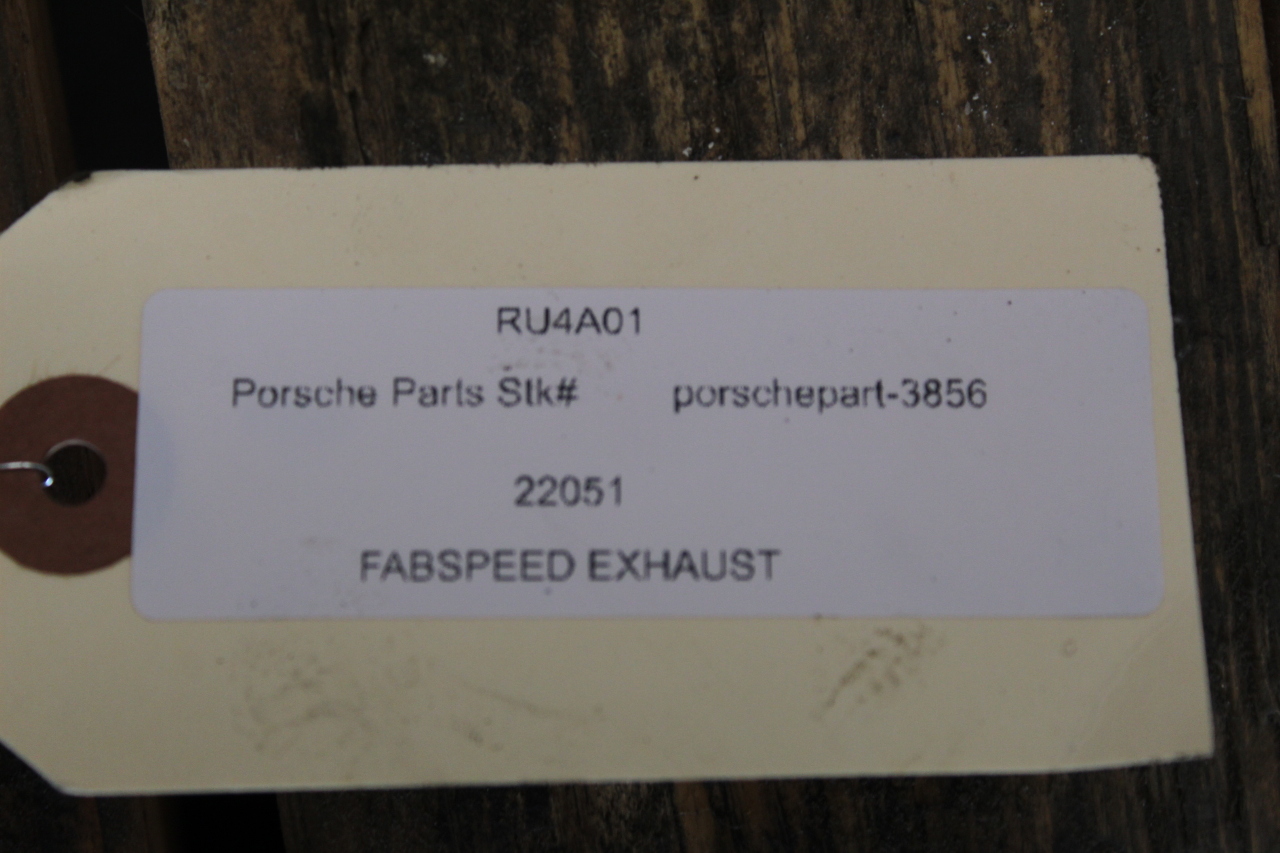 RU4A01
Porsche Parts Stk# porschepart-3856
22051
FABSPEED EXHAUST